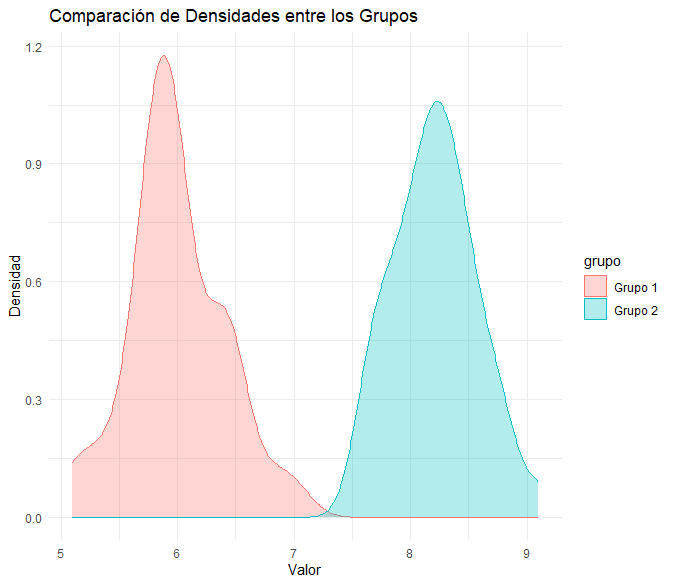 Comparación de Densidades entre los Grupos
Densidad
1.2
0.9
0.6
0.3
0.0
5
6
7
8
9
Valor
grupo
Grupo 1
Grupo 2